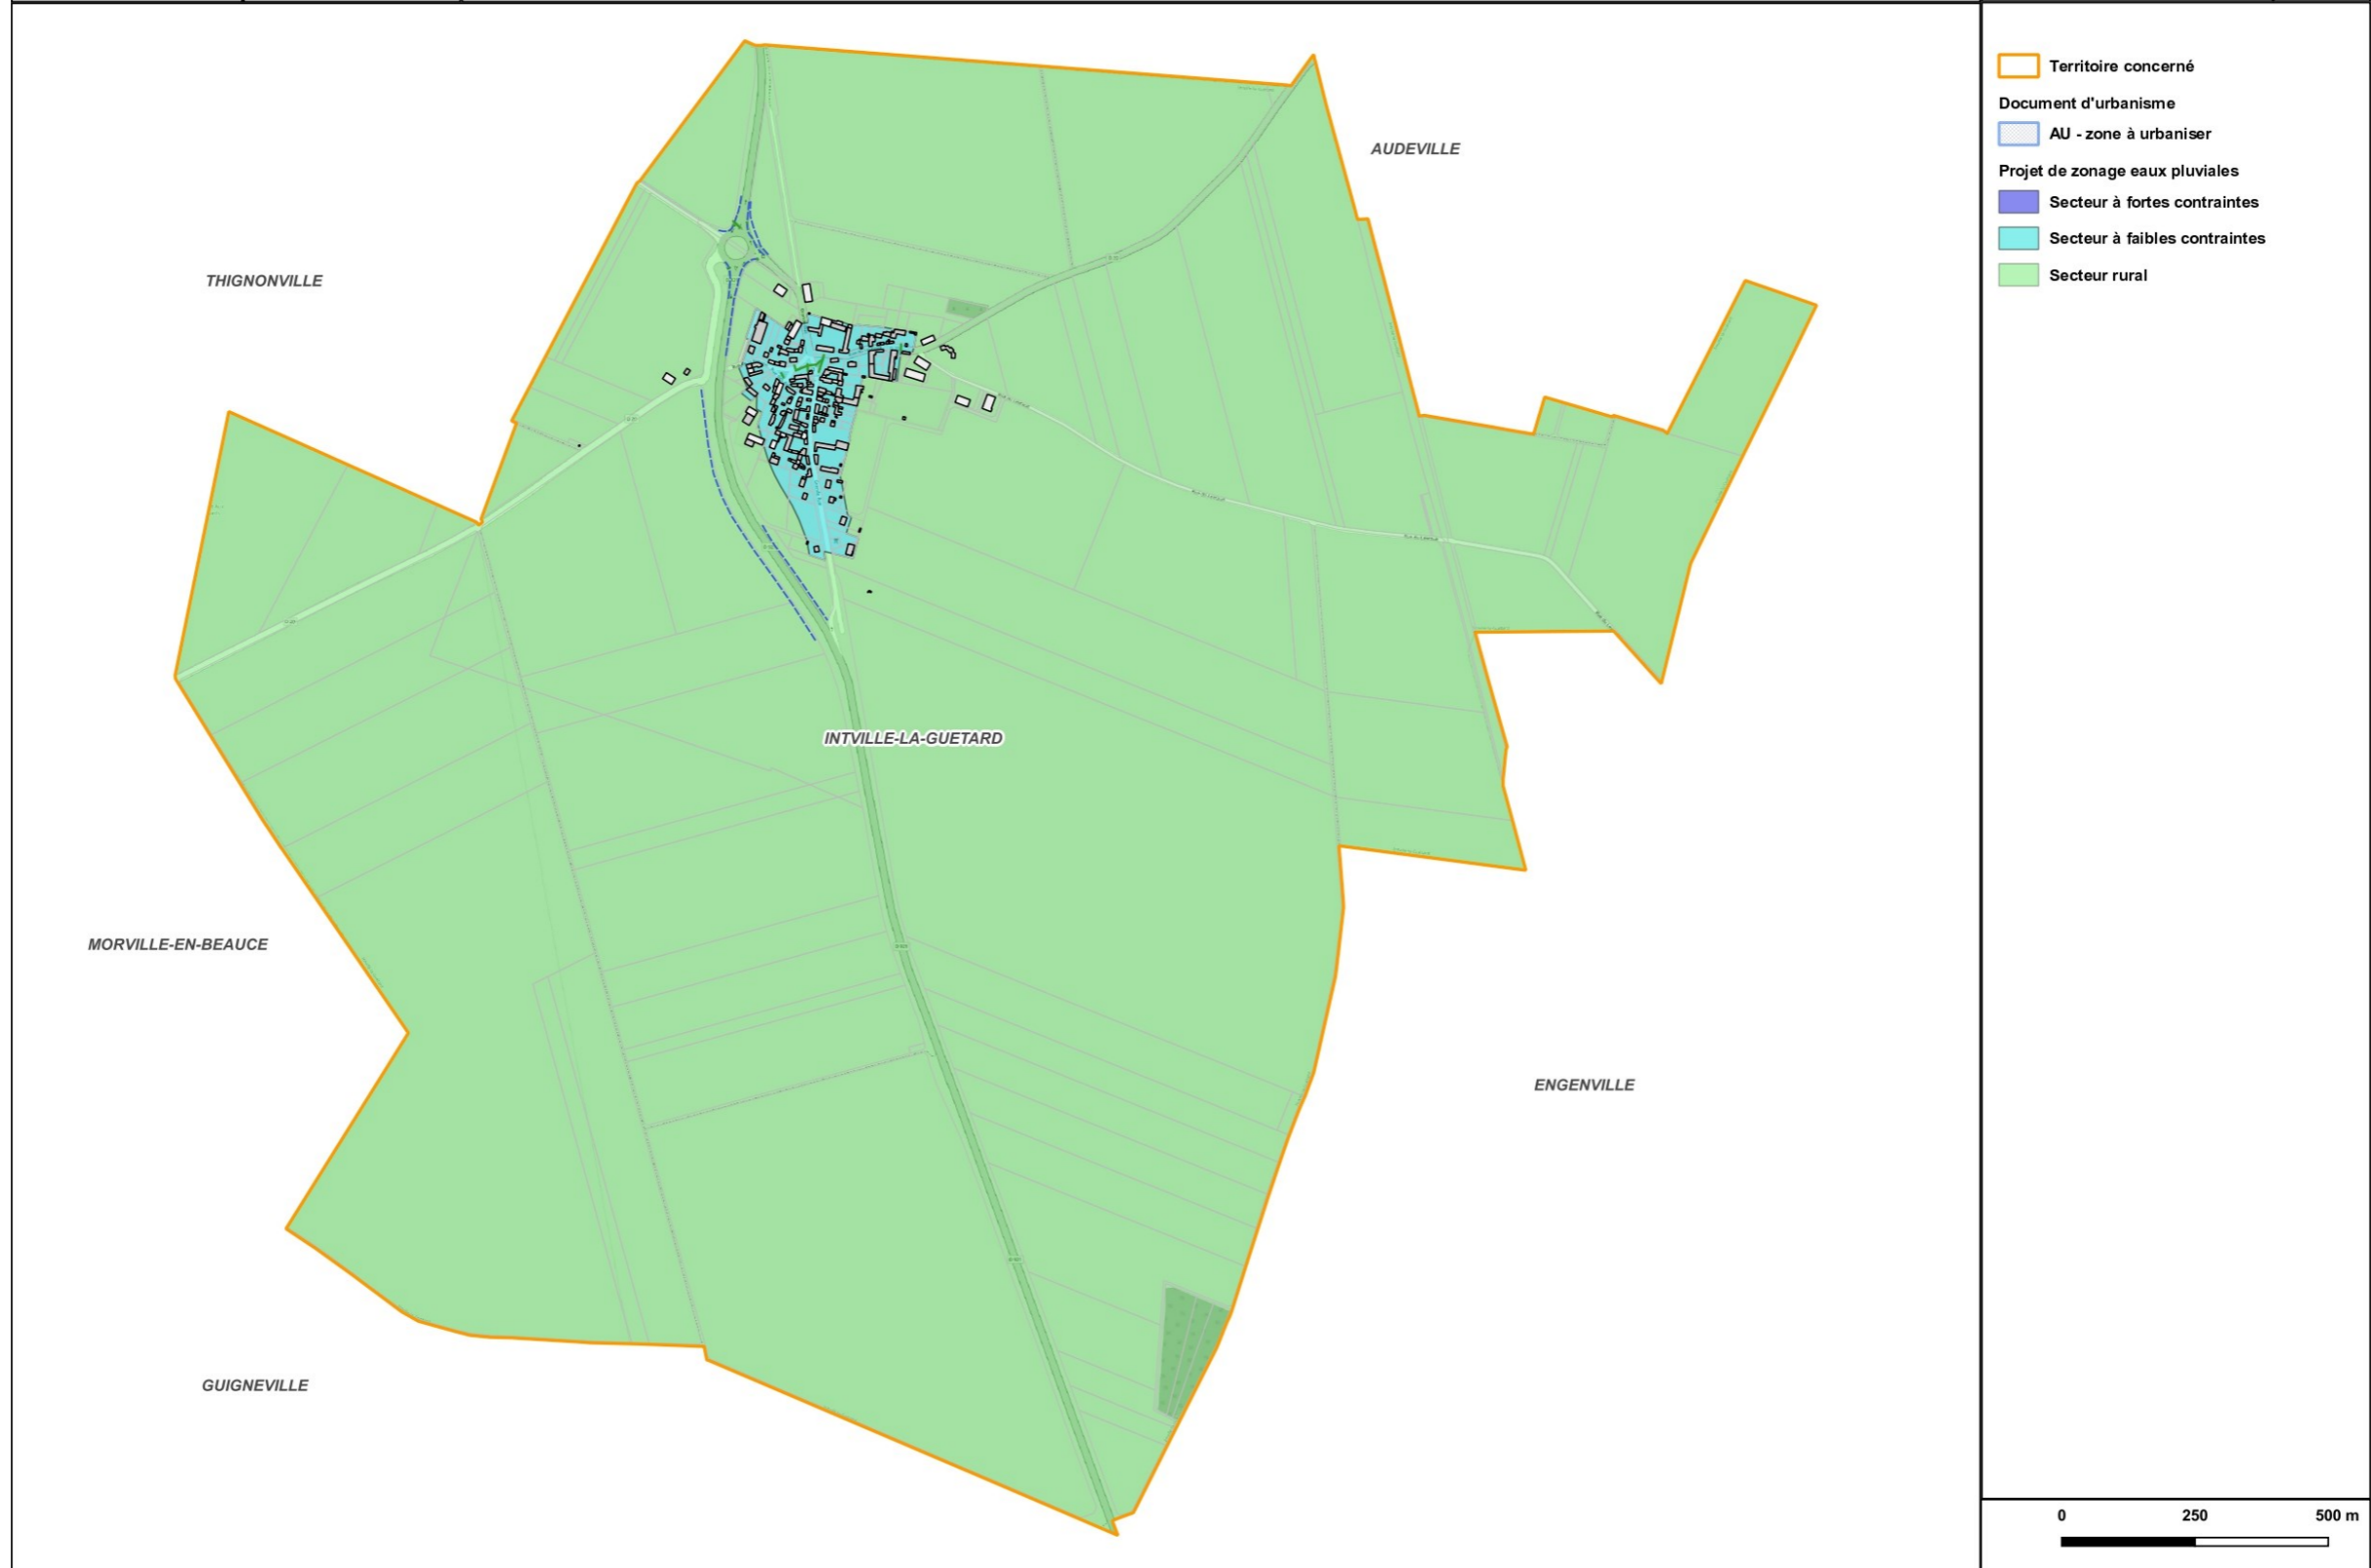 Territoire concerné
Document d'urbanisme
AU - zone à urbaniser
Projet de zonage eaux pluviales
Secteur à fortes contraintes
Secteur à faibles contraintes
Secteur rural
AUDEVILLE
THIGNONVILLE
INTVILLE-LA-GUETARD
MORVILLE-EN-BEAUCE
ENGENVILLE
GUIGNEVILLE
0 250 500 m